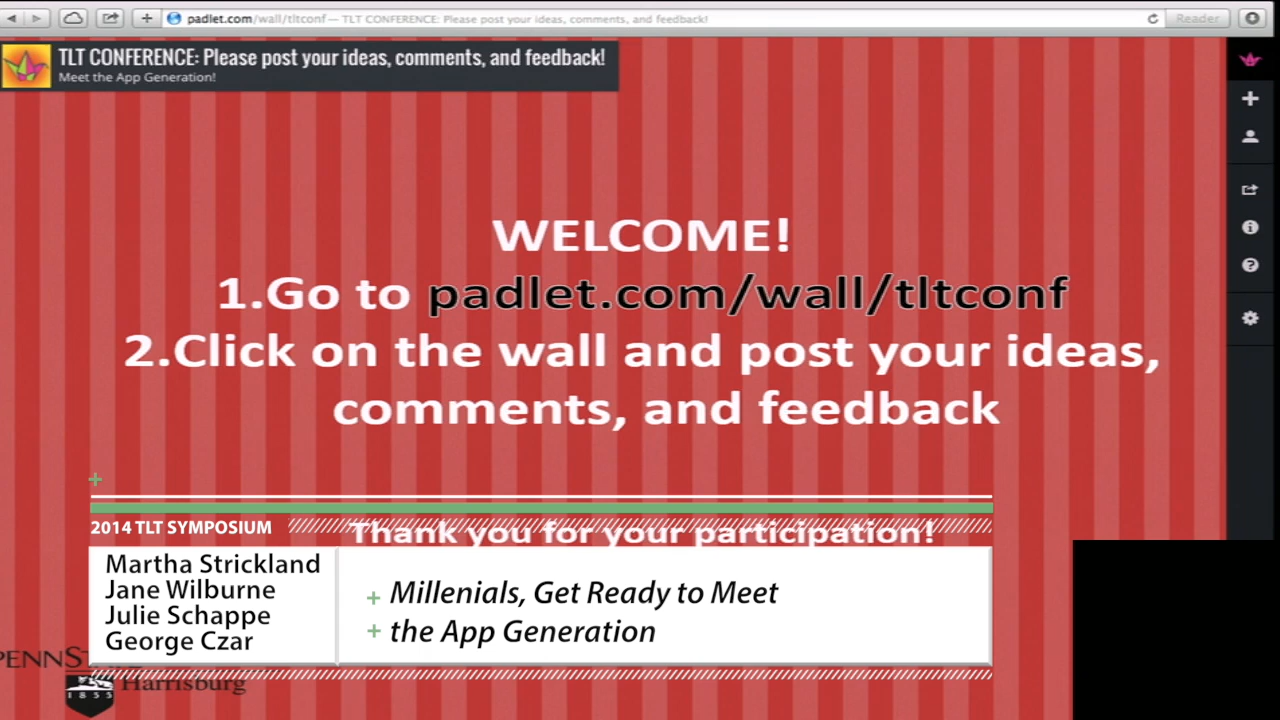 padlet.com/wall/tltconf — TLT CONFERENCE: Please post your ideas, comments, and feedback!
Reader
TLT CONFERENCE: Please post your ideas, comments, and feedback!
Meet the App Generation!
WELCOME!
1.Go to padlet.com/wall/tltconf
2.Click on the wall and post your ideas,
comments, and feedback
Thank you for your participation!
2014 TLT SYMPOSIUM
Martha Strickland
Jane Wilburne
Julie Schappe
George Czar
Millenials, Get Ready to Meet
the App Generation
Harrisburg
1855